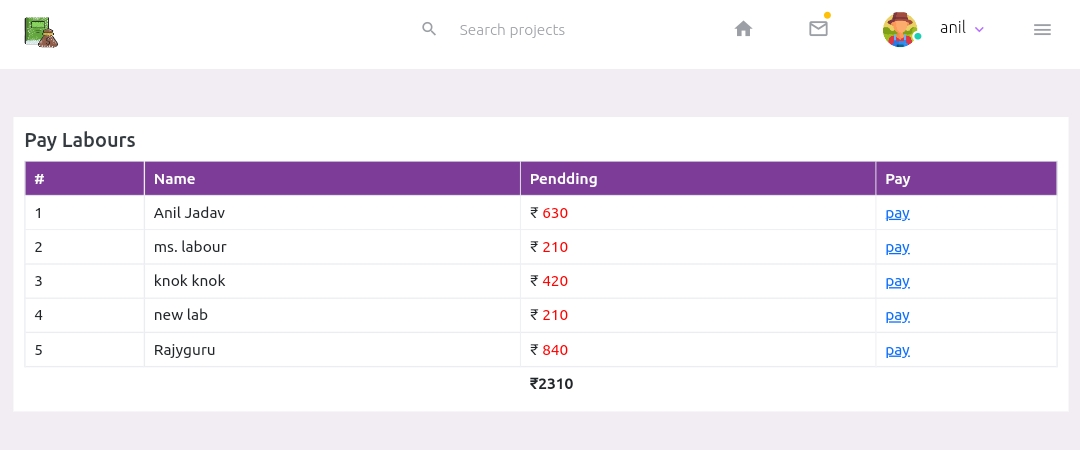 Search projects
anil
Pay Labours
# Name Pendding Pay
1 Anil Jadav ₹ 630 pay
2 ms. labour ₹ 210 pay
3 knok knok ₹ 420 pay
4 new lab ₹ 210 pay
5 Rajyguru ₹ 840 pay
₹2310